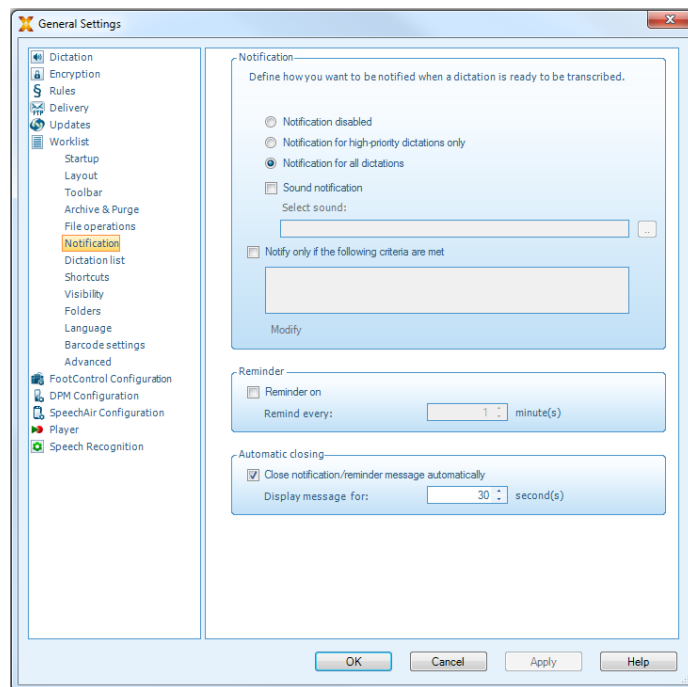 General Settings
Dictation
Encryption
Rules
Delivery
Updates
Worklist
Startup
Layout
Toolbar
Archive & Purge
File operations
Notification
Dictation list
Shortcuts
Visibility
Folders
Language
Barcode settings
Advanced
FootControl Configuration
DPM Configuration
SpeechAir Configuration
Player
Speech Recognition
Notification
Define how you want to be notified when a dictation is ready to be transcribed.
Notification disabled
Notification for high-priority dictations only
Notification for all dictations
Sound notification
Select sound:
..
Notify only if the following criteria are met
Modify
Reminder
Reminder on
Remind every: 1 minute(s)
Automatic closing
Close notification/reminder message automatically
Display message for: 30 second(s)
OK Cancel Apply Help